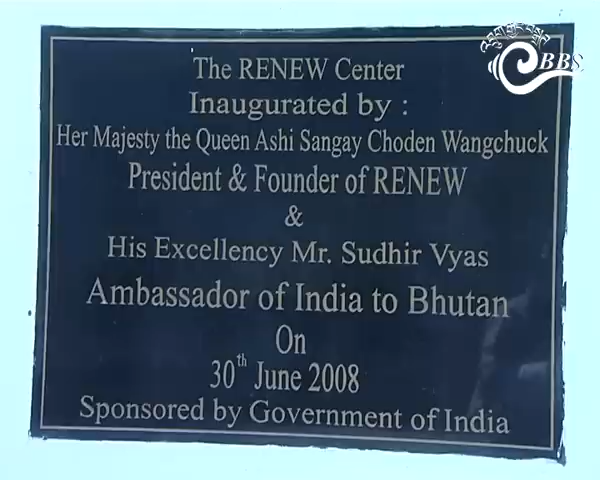 The RENEW Center
Inaugurated by :
Her Majesty the Queen Ashi Sangay Choden Wangchuck
President & Founder of RENEW
&
His Excellency Mr. Sudhir Vyas
Ambassador of India to Bhutan
On
30th June 2008
Sponsored by Government of India
BBS